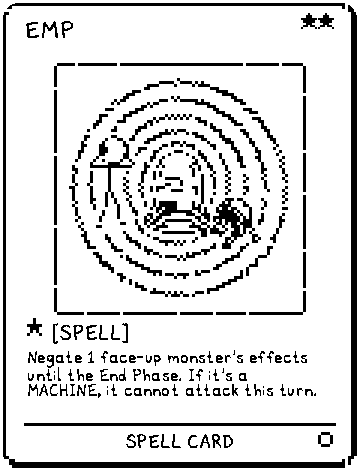 EMP
[SPELL]
Negate 1 face-up monster's effects
until the End Phase. If it's a
MACHINE, it cannot attack this turn.
SPELL CARD